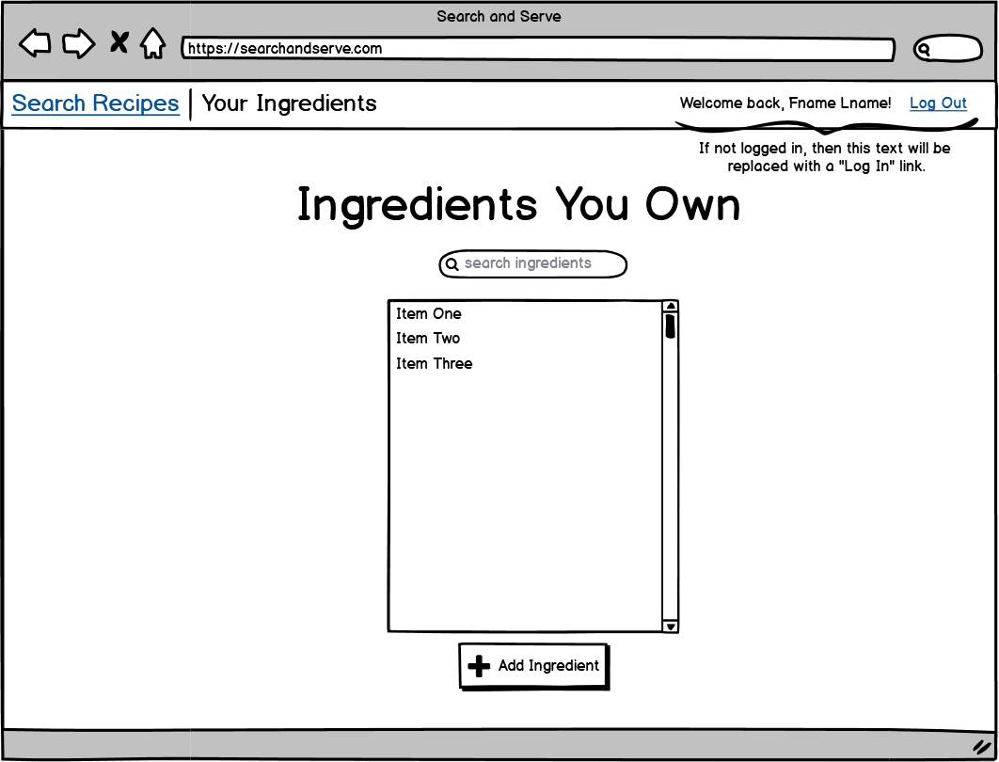 Search and Serve
https://searchandserve.com
Search Recipes Your Ingredients Welcome back, Fname Lname! Log Out
If not logged in, then this text will be
replaced with a "Log In" link.
Ingredients You Own
search ingredients
Item One
Item Two
Item Three
Add Ingredient